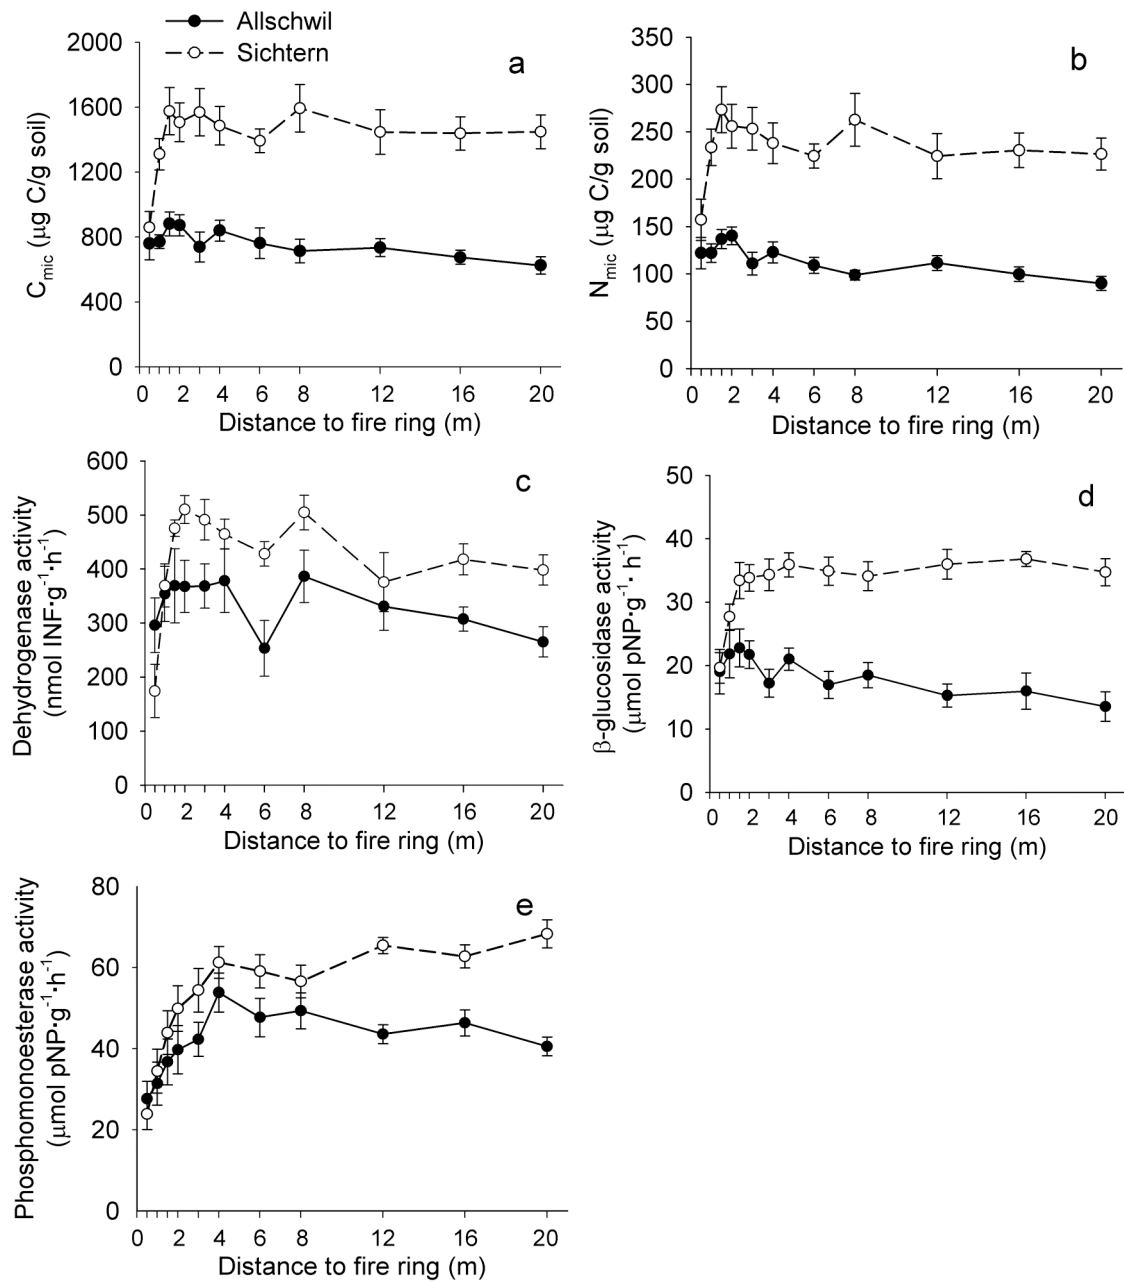 Allschwil
Sichtern
a
2000
1600
1200
800
400
0
Cmic (μg C/g soil)
0 2 4 6 8 12 16 20
Distance to fire ring (m)
b
350
300
250
200
150
100
50
0
Nmic (μg C/g soil)
0 2 4 6 8 12 16 20
Distance to fire ring (m)
c
600
500
400
300
200
100
0
Dehydrogenase activity
(nmol INF·g⁻¹·h⁻¹)
0 2 4 6 8 12 16 20
Distance to fire ring (m)
d
50
40
30
20
10
0
β-glucosidase activity
(μmol pNP·g⁻¹· h⁻¹)
0 2 4 6 8 12 16 20
Distance to fire ring (m)
e
80
60
40
20
0
Phosphomonoesterase activity
(μmol pNP·g⁻¹·h⁻¹)
0 2 4 6 8 12 16 20
Distance to fire ring (m)